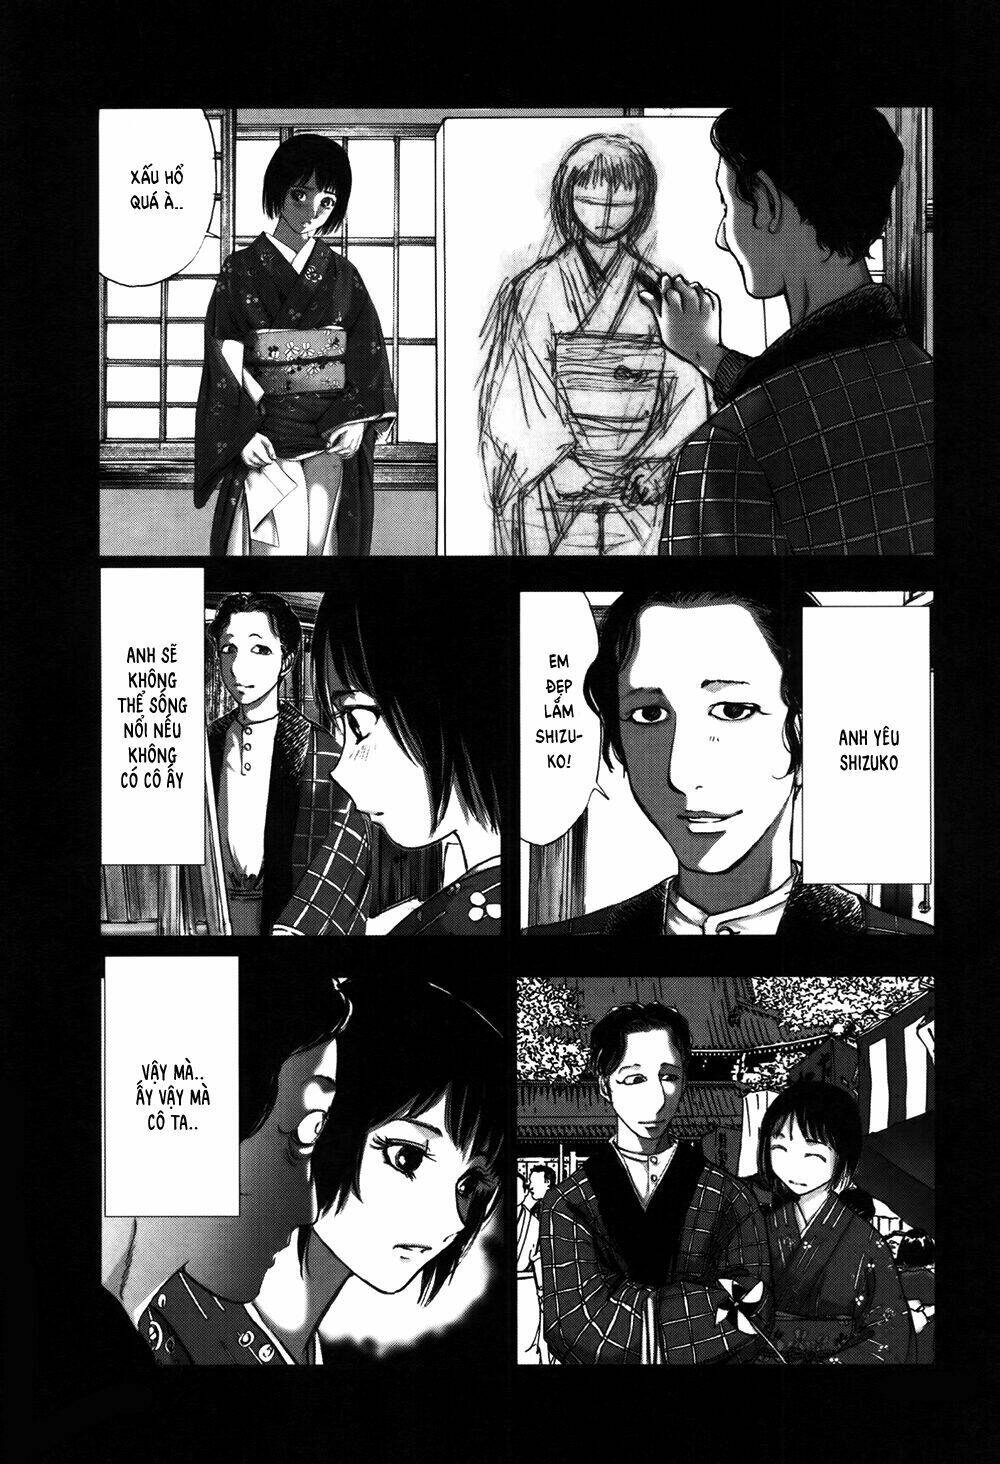 XẤU HỔ
QUÁ À..
ANH YÊU
SHIZUKO
EM
ĐẸP
LẮM
SHIZU-
KO!
ANH SẼ
KHÔNG
THỂ SỐNG
NỔI NẾU
KHÔNG
CÓ CÔ ẤY
VẬY MÀ..
ẤY VẬY MÀ
CÔ TA..